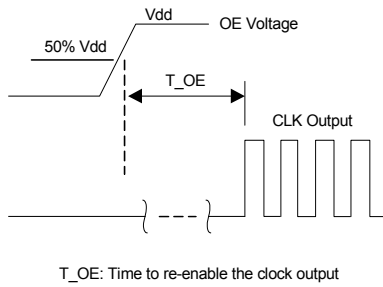 Vdd
OE Voltage
50% Vdd
T_OE
CLK Output
T_OE: Time to re-enable the clock output